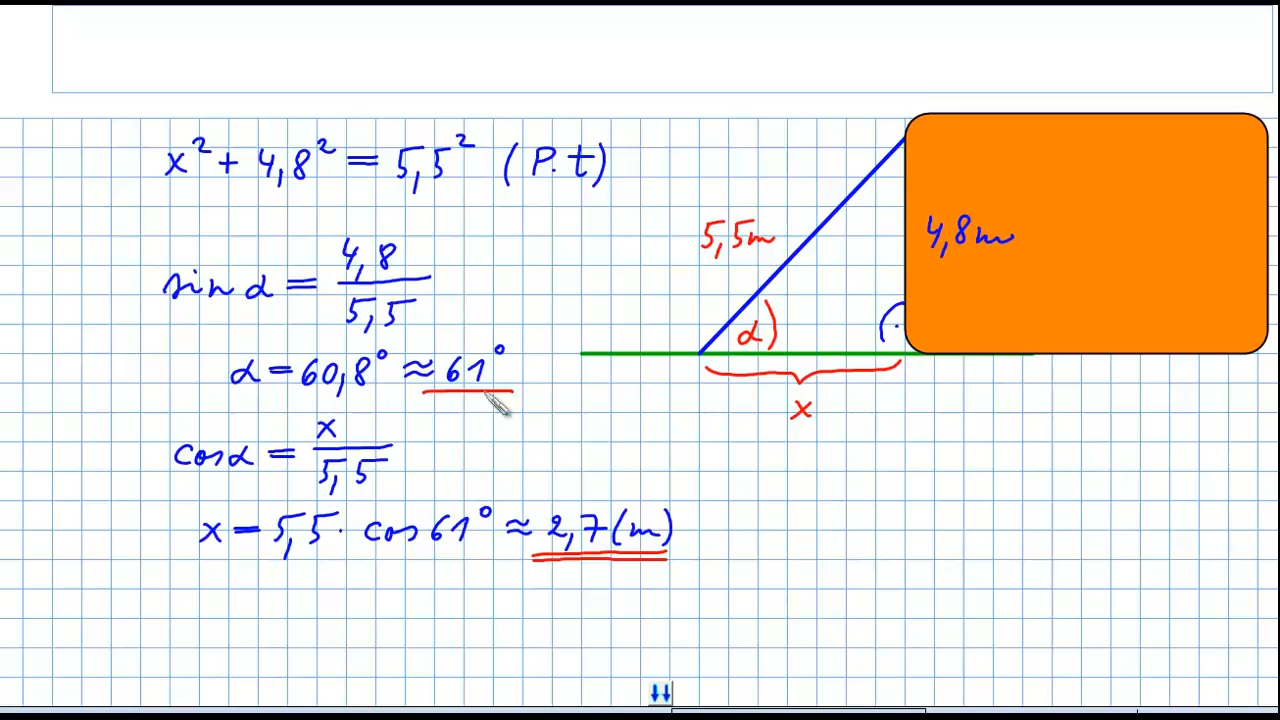 x² + 4,8² = 5,5² (P.t)
sin α = 4,8 / 5,5
α = 60,8° ≈ 61°
cos α = x / 5,5
x = 5,5 · cos 61° ≈ 2,7 (m)
5,5m
4,8m
α
x